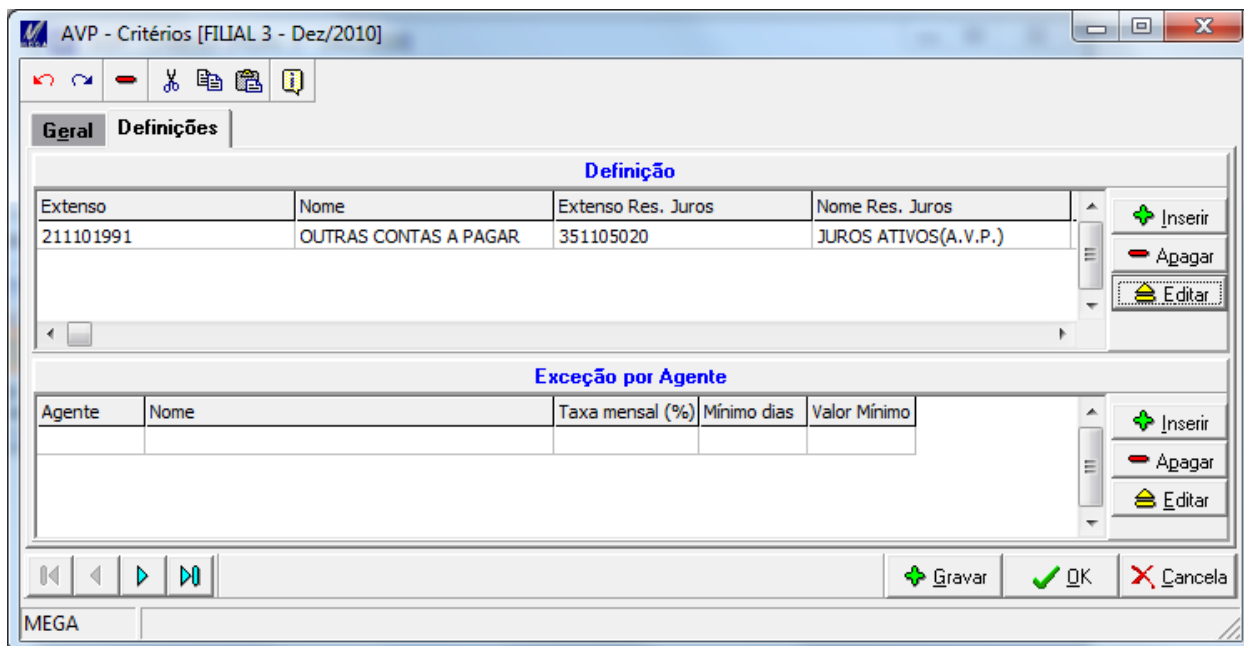 AVP - Critérios [FILIAL 3 - Dez/2010]
Geral Definições
Definição
Extenso Nome Extenso Res. Juros Nome Res. Juros
211101991 OUTRAS CONTAS A PAGAR 351105020 JUROS ATIVOS(A.V.P.)
Inserir
Apagar
Editar
Exceção por Agente
Agente Nome Taxa mensal (%) Mínimo dias Valor Mínimo
Inserir
Apagar
Editar
Gravar OK Cancela
MEGA